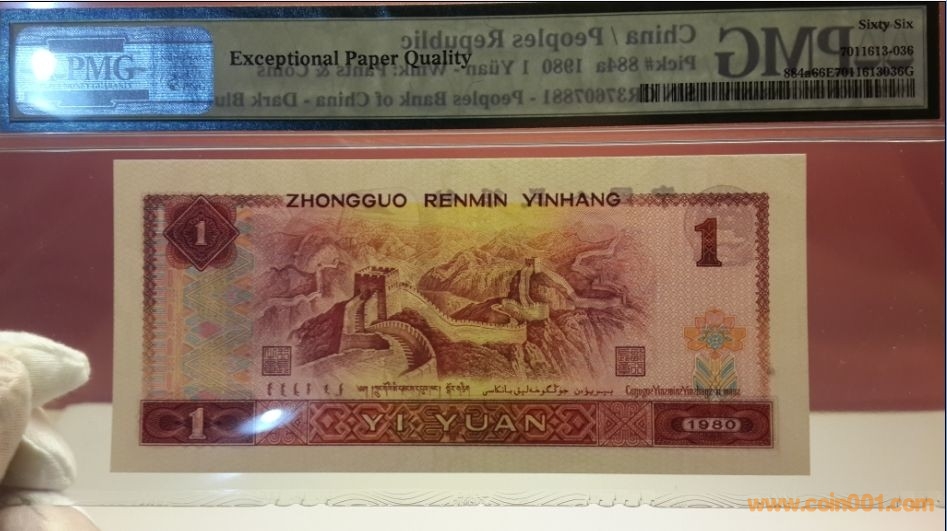 PMG
Exceptional Paper Quality
Sixty Six
7011613-036
884a66E7011613036G
PMG
China / Peoples Republic
Pick# 884a 1980 1 Yüan - Wmk:
& Coins
R37607881 - Peoples Bank of China - Dark Blu
ZHONGGUO RENMIN YINHANG
1
1
1
YI YUAN
1980
www.coin001.com